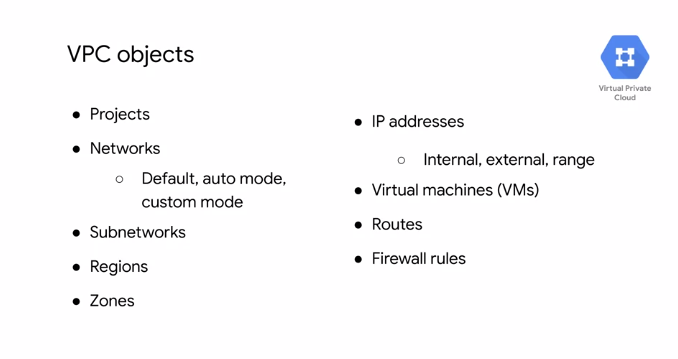 VPC objects
Virtual Private
Cloud
● Projects
● Networks
○ Default, auto mode,
custom mode
● Subnetworks
● Regions
● Zones
● IP addresses
○ Internal, external, range
● Virtual machines (VMs)
● Routes
● Firewall rules